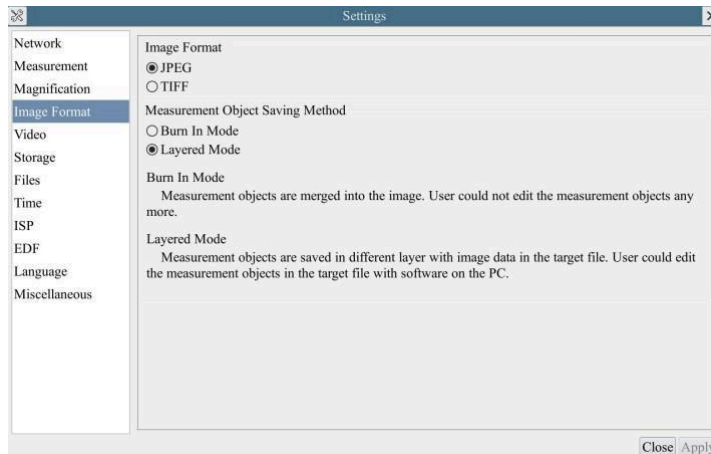 Settings
Network
Measurement
Magnification
Image Format
Video
Storage
Files
Time
ISP
EDF
Language
Miscellaneous
Image Format
JPEG
TIFF
Measurement Object Saving Method
Burn In Mode
Layered Mode
Burn In Mode
Measurement objects are merged into the image. User could not edit the measurement objects any
more.
Layered Mode
Measurement objects are saved in different layer with image data in the target file. User could edit
the measurement objects in the target file with software on the PC.
Close Apply